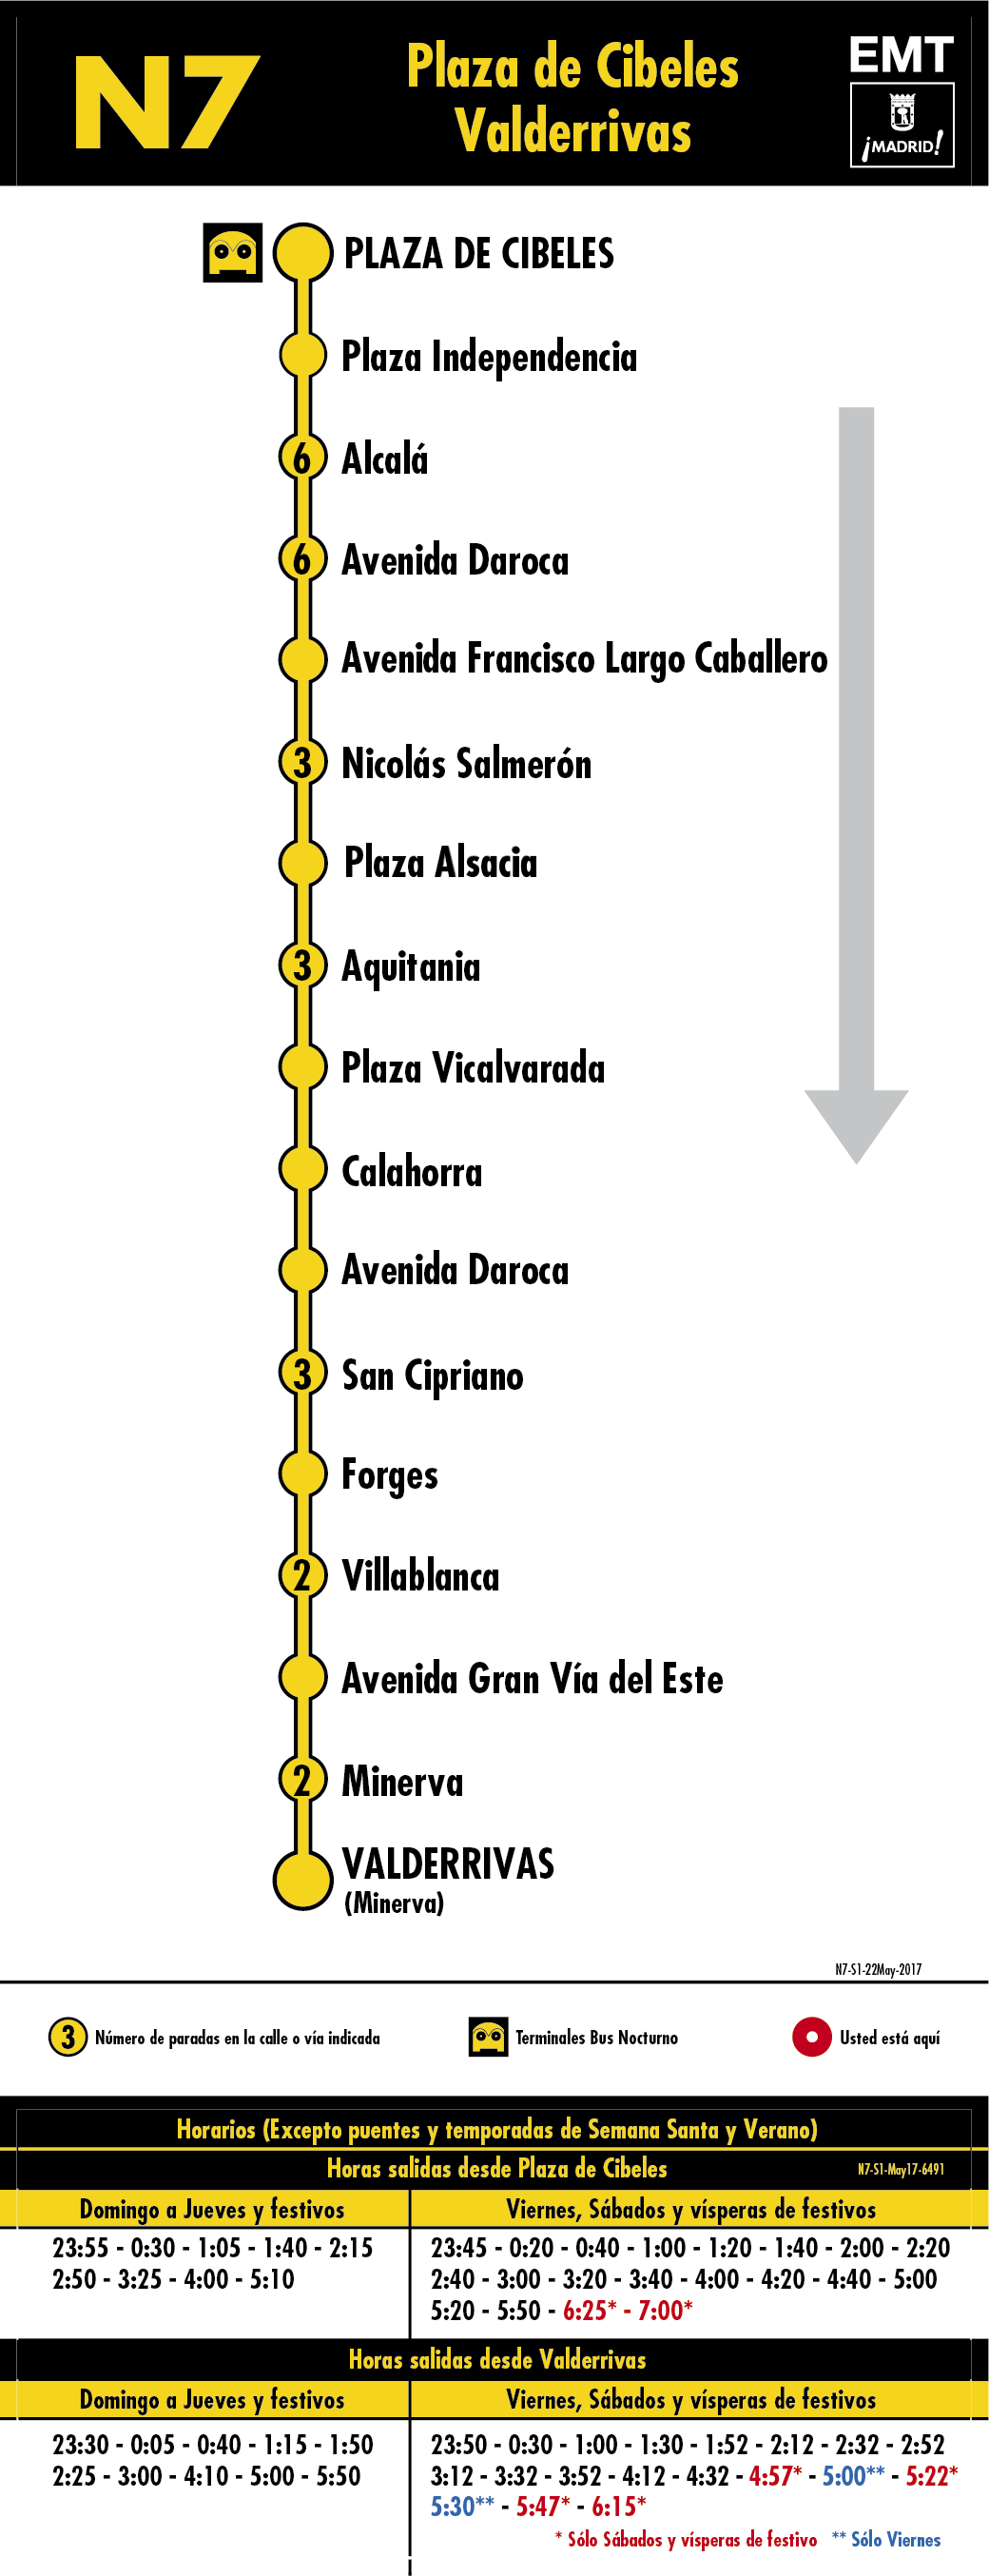 N7
Plaza de Cibeles
Valderrivas
EMT
¡MADRID!
PLAZA DE CIBELES
Plaza Independencia
6 Alcalá
6 Avenida Daroca
Avenida Francisco Largo Caballero
3 Nicolás Salmerón
Plaza Alsacia
3 Aquitania
Plaza Vicalvarada
Calahorra
Avenida Daroca
3 San Cipriano
Forges
2 Villablanca
Avenida Gran Vía del Este
2 Minerva
VALDERRIVAS
(Minerva)
N7-S1-22May-2017
3 Número de paradas en la calle o vía indicada
Terminales Bus Nocturno
Usted está aquí
Horarios (Excepto puentes y temporadas de Semana Santa y Verano)
Horas salidas desde Plaza de Cibeles
N7-S1-May17-6491
Domingo a Jueves y festivos
23:55 - 0:30 - 1:05 - 1:40 - 2:15
2:50 - 3:25 - 4:00 - 5:10
Viernes, Sábados y vísperas de festivos
23:45 - 0:20 - 0:40 - 1:00 - 1:20 - 1:40 - 2:00 - 2:20
2:40 - 3:00 - 3:20 - 3:40 - 4:00 - 4:20 - 4:40 - 5:00
5:20 - 5:50 - 6:25* - 7:00*
Horas salidas desde Valderrivas
Domingo a Jueves y festivos
23:30 - 0:05 - 0:40 - 1:15 - 1:50
2:25 - 3:00 - 4:10 - 5:00 - 5:50
Viernes, Sábados y vísperas de festivos
23:50 - 0:30 - 1:00 - 1:30 - 1:52 - 2:12 - 2:32 - 2:52
3:12 - 3:32 - 3:52 - 4:12 - 4:32 - 4:57* - 5:00** - 5:22*
5:30** - 5:47* - 6:15*
* Sólo Sábados y vísperas de festivo ** Sólo Viernes